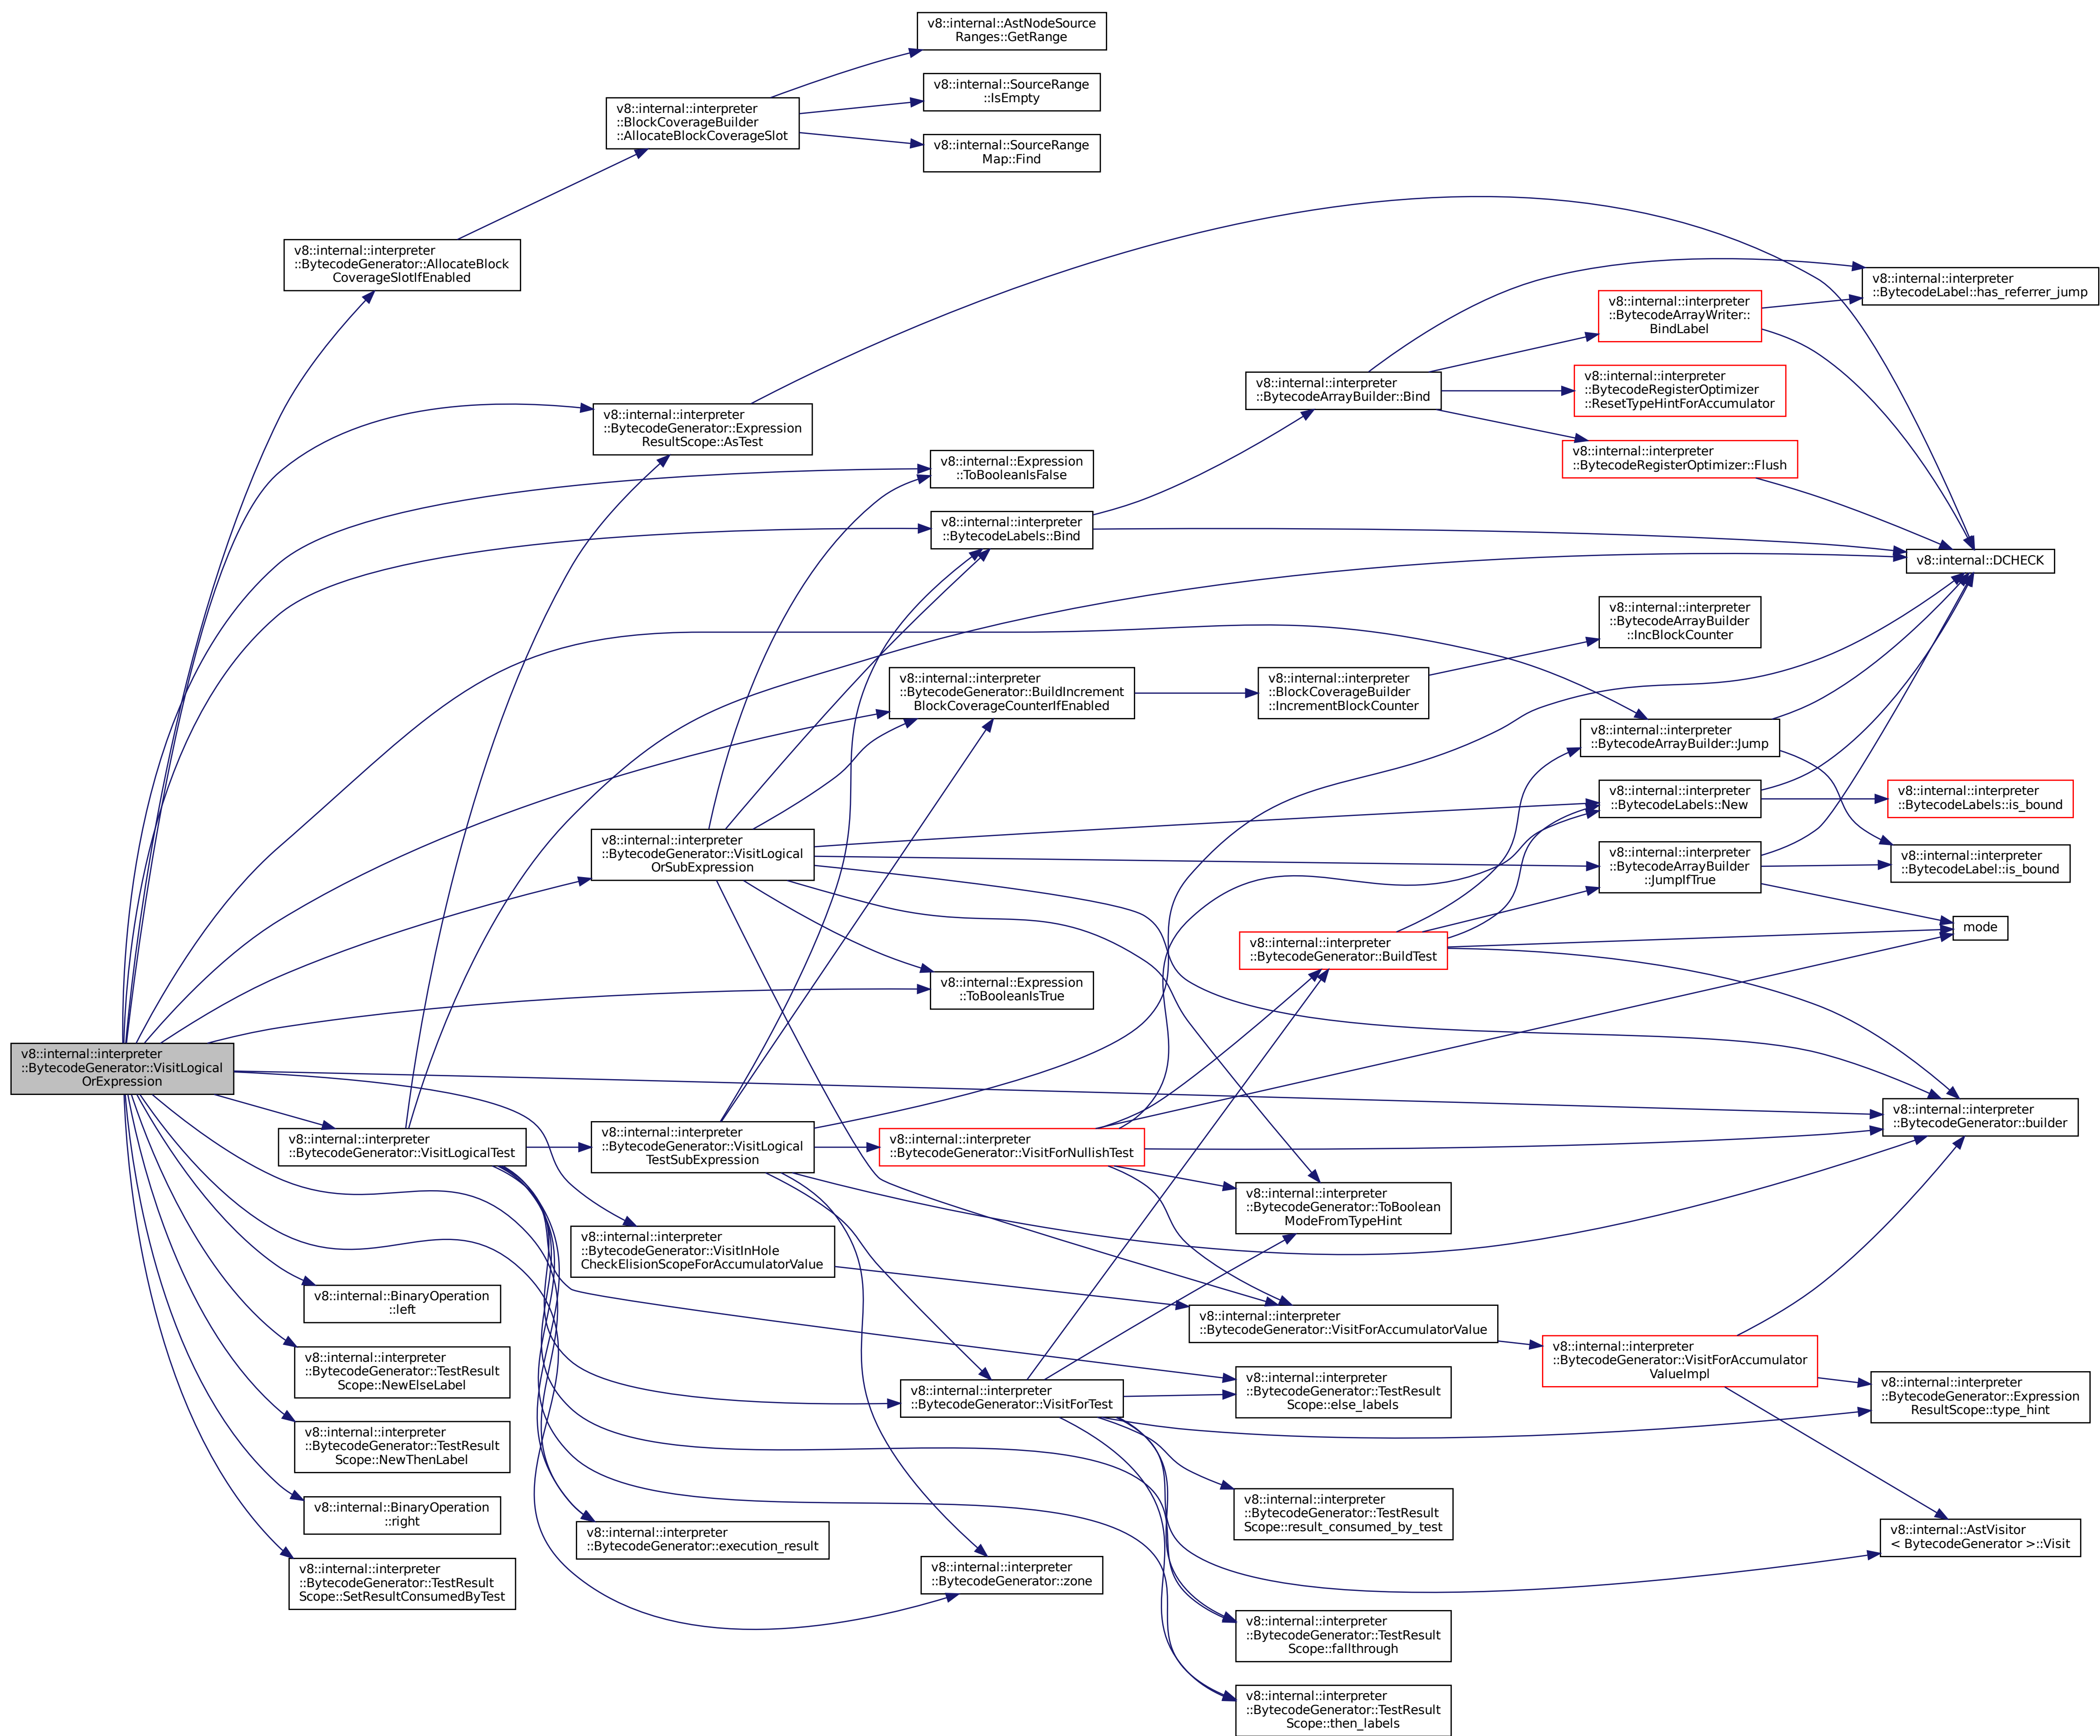 v8::internal::AstNodeSource
Ranges::GetRange
v8::internal::SourceRange
::IsEmpty
v8::internal::interpreter
::BlockCoverageBuilder
::AllocateBlockCoverageSlot
v8::internal::SourceRange
Map::Find
v8::internal::interpreter
::BytecodeGenerator::AllocateBlock
CoverageSlotIfEnabled
v8::internal::interpreter
::BytecodeLabel::has_referrer_jump
v8::internal::interpreter
::BytecodeArrayWriter::
BindLabel
v8::internal::interpreter
::BytecodeRegisterOptimizer
::ResetTypeHintForAccumulator
v8::internal::interpreter
::BytecodeArrayBuilder::Bind
v8::internal::interpreter
::BytecodeGenerator::Expression
ResultScope::AsTest
v8::internal::interpreter
::BytecodeRegisterOptimizer::Flush
v8::internal::Expression
::ToBooleanIsFalse
v8::internal::interpreter
::BytecodeLabels::Bind
v8::internal::DCHECK
v8::internal::interpreter
::BytecodeArrayBuilder
::IncBlockCounter
v8::internal::interpreter
::BytecodeGenerator::BuildIncrement
BlockCoverageCounterIfEnabled
v8::internal::interpreter
::BlockCoverageBuilder
::IncrementBlockCounter
v8::internal::interpreter
::BytecodeArrayBuilder::Jump
v8::internal::interpreter
::BytecodeLabels::New
v8::internal::interpreter
::BytecodeLabels::is_bound
v8::internal::interpreter
::BytecodeGenerator::VisitLogical
OrSubExpression
v8::internal::interpreter
::BytecodeArrayBuilder
::JumpIfTrue
v8::internal::interpreter
::BytecodeLabel::is_bound
mode
v8::internal::interpreter
::BytecodeGenerator::BuildTest
v8::internal::Expression
::ToBooleanIsTrue
v8::internal::interpreter
::BytecodeGenerator::VisitLogical
OrExpression
v8::internal::interpreter
::BytecodeGenerator::builder
v8::internal::interpreter
::BytecodeGenerator::VisitLogicalTest
v8::internal::interpreter
::BytecodeGenerator::VisitLogical
TestSubExpression
v8::internal::interpreter
::BytecodeGenerator::VisitForNullishTest
v8::internal::interpreter
::BytecodeGenerator::ToBoolean
ModeFromTypeHint
v8::internal::interpreter
::BytecodeGenerator::VisitInHole
CheckElisionScopeForAccumulatorValue
v8::internal::BinaryOperation
::left
v8::internal::interpreter
::BytecodeGenerator::VisitForAccumulatorValue
v8::internal::interpreter
::BytecodeGenerator::VisitForAccumulator
ValueImpl
v8::internal::interpreter
::BytecodeGenerator::TestResult
Scope::NewElseLabel
v8::internal::interpreter
::BytecodeGenerator::VisitForTest
v8::internal::interpreter
::BytecodeGenerator::TestResult
Scope::else_labels
v8::internal::interpreter
::BytecodeGenerator::Expression
ResultScope::type_hint
v8::internal::interpreter
::BytecodeGenerator::TestResult
Scope::NewThenLabel
v8::internal::interpreter
::BytecodeGenerator::TestResult
Scope::result_consumed_by_test
v8::internal::BinaryOperation
::right
v8::internal::interpreter
::BytecodeGenerator::execution_result
v8::internal::AstVisitor
< BytecodeGenerator >::Visit
v8::internal::interpreter
::BytecodeGenerator::TestResult
Scope::SetResultConsumedByTest
v8::internal::interpreter
::BytecodeGenerator::zone
v8::internal::interpreter
::BytecodeGenerator::TestResult
Scope::fallthrough
v8::internal::interpreter
::BytecodeGenerator::TestResult
Scope::then_labels